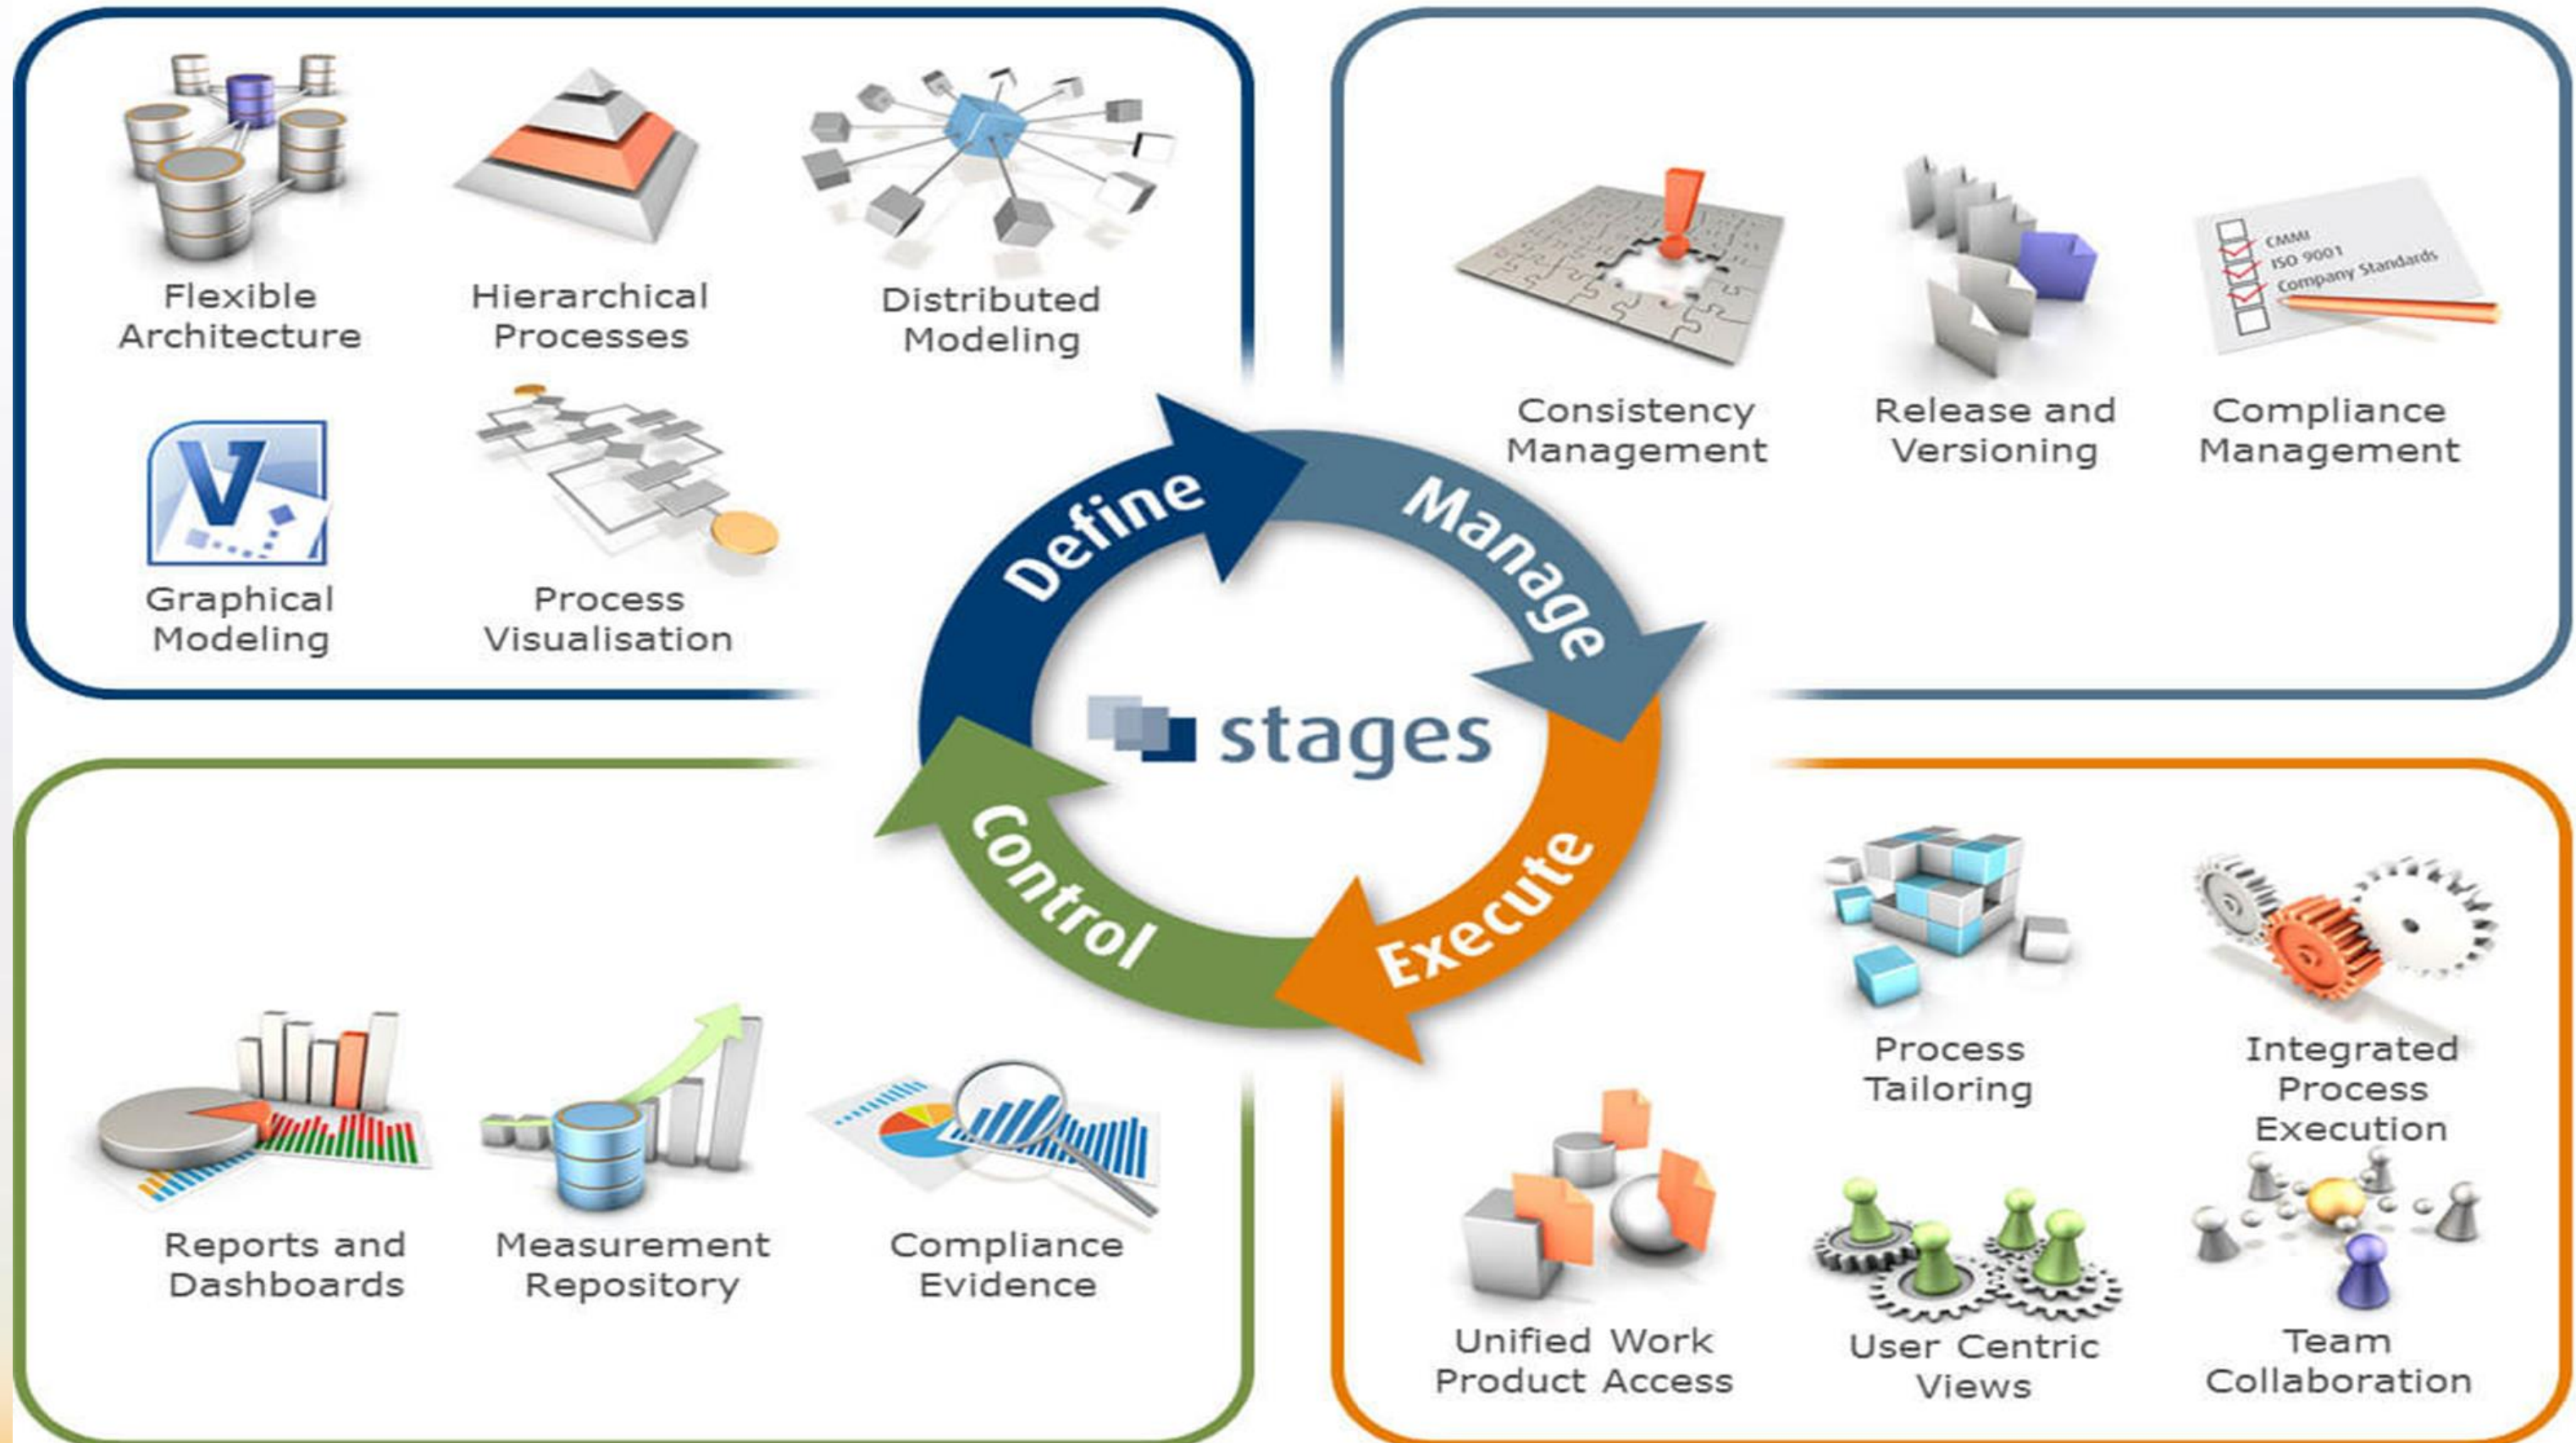 Flexible
Architecture
Hierarchical
Processes
Distributed
Modeling
Graphical
Modeling
Process
Visualisation
Consistency
Management
Release and
Versioning
CMMI
ISO 9001
Company Standards
Compliance
Management
Define
Manage
Execute
Control
stages
Reports and
Dashboards
Measurement
Repository
Compliance
Evidence
Process
Tailoring
Integrated
Process
Execution
Unified Work
Product Access
User Centric
Views
Team
Collaboration